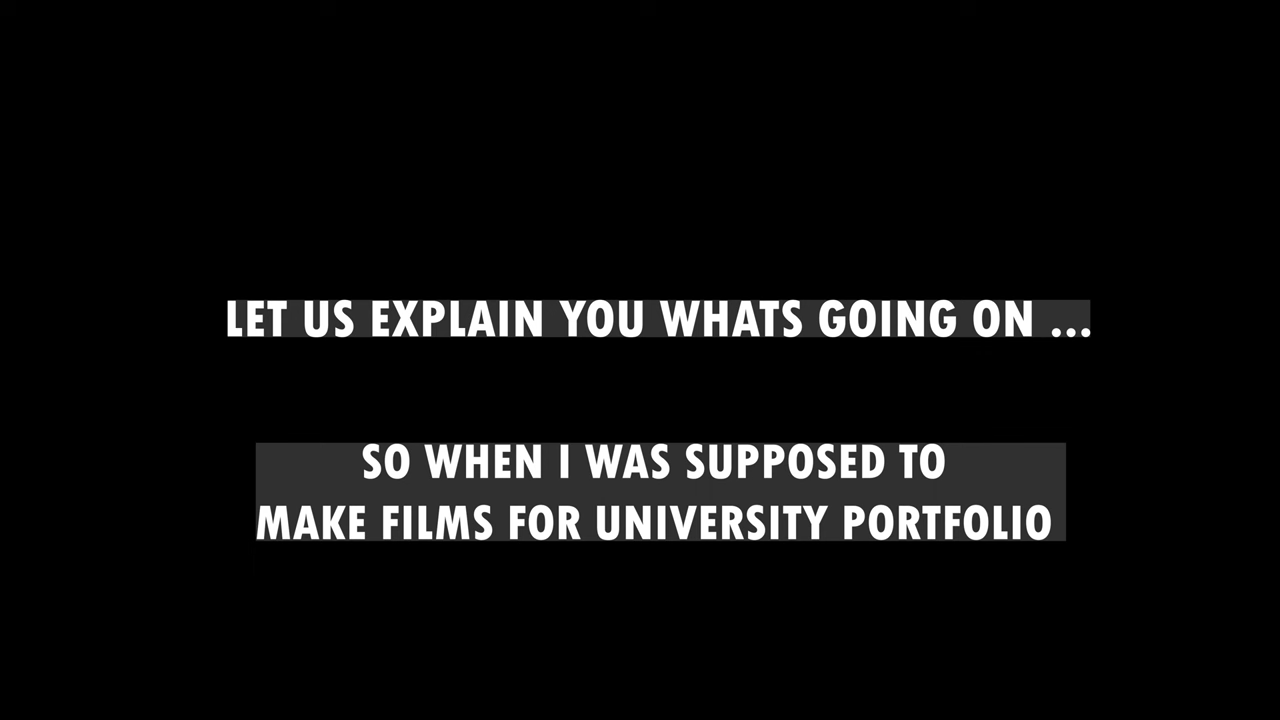 LET US EXPLAIN YOU WHATS GOING ON ...
SO WHEN I WAS SUPPOSED TO
MAKE FILMS FOR UNIVERSITY PORTFOLIO